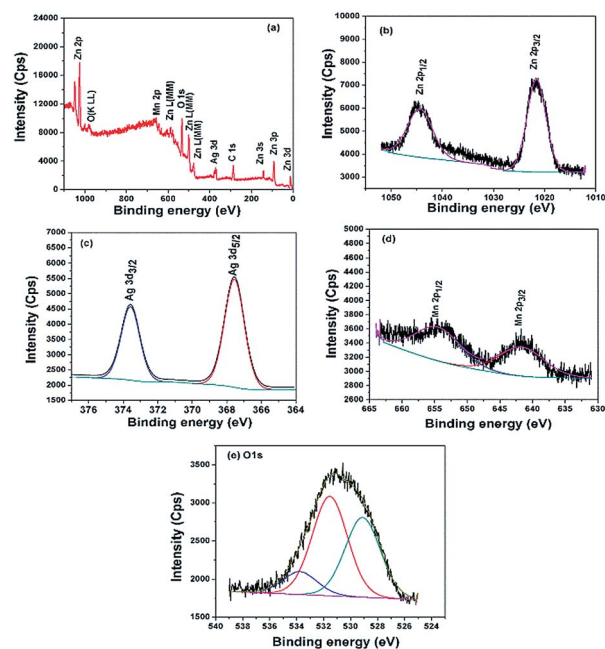 (a)
24000
20000
16000
12000
8000
4000
0
Intensity (Cps)
Zn 2p
O(K LL)
Mn 2p
Zn L(MM)
O 1s
Zn L(MM)
Zn L(MM)
Ag 3d
C 1s
Zn 3s
Zn 3p
Zn 3d
1000 800 600 400 200 0
Binding energy (eV)
(b)
10000
9000
8000
7000
6000
5000
4000
3000
Intensity (Cps)
Zn 2p1/2
Zn 2p3/2
1050 1040 1030 1020 1010
Binding energy (eV)
(c)
7000
6500
6000
5500
5000
4500
4000
3500
3000
2500
2000
1500
Intensity (Cps)
Ag 3d3/2
Ag 3d5/2
376 374 372 370 368 366 364
Binding energy (eV)
(d)
5000
4800
4600
4400
4200
4000
3800
3600
3400
3200
3000
2800
2600
Intensity (Cps)
Mn 2p1/2
Mn 2p3/2
665 660 655 650 645 640 635 630
Binding energy (eV)
(e) O1s
3500
3000
2500
2000
1500
Intensity (Cps)
540 538 536 534 532 530 528 526 524
Binding energy (eV)